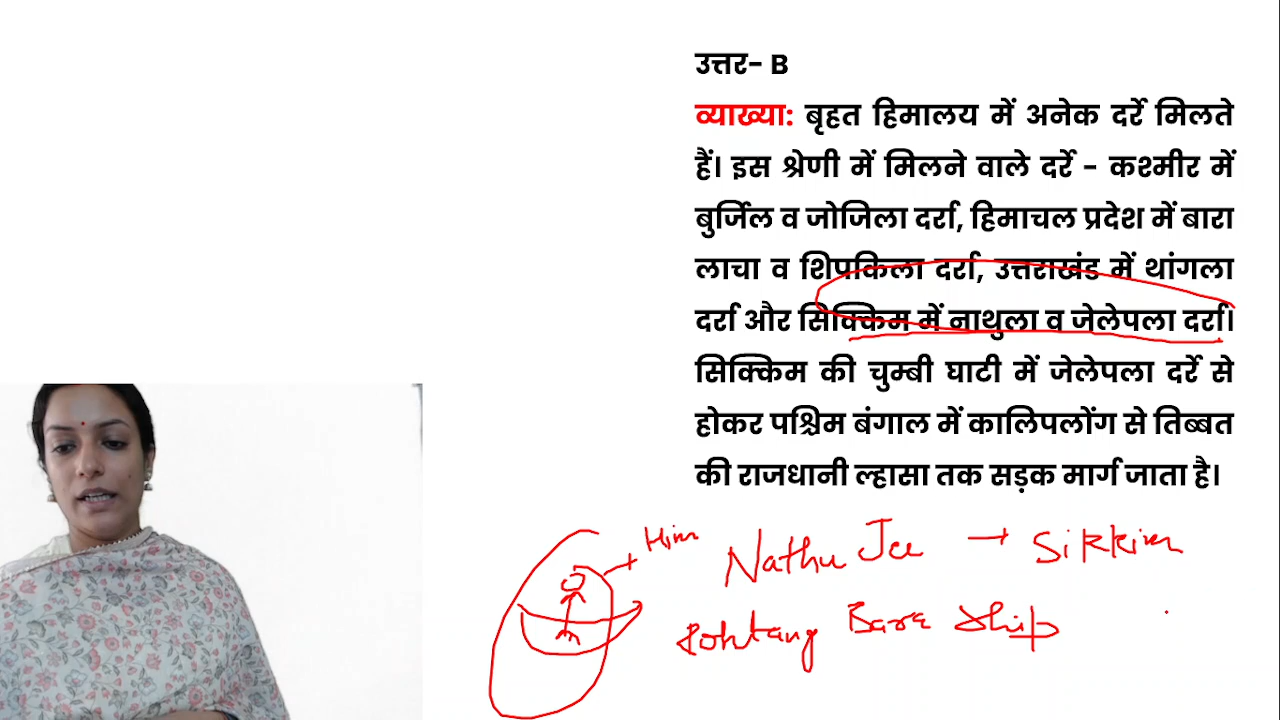 उत्तर- B
व्याख्या: बृहत हिमालय में अनेक दर्रे मिलते
हैं। इस श्रेणी में मिलने वाले दर्रे - कश्मीर में
बुर्जिल व जोजिला दर्रा, हिमाचल प्रदेश में बारा
लाचा व शिपकिला दर्रा, उत्तराखंड में थांगला
दर्रा और सिक्किम में नाथुला व जेलेपला दर्रा।
सिक्किम की चुम्बी घाटी में जेलेपला दर्रे से
होकर पश्चिम बंगाल में कालिपलोंग से तिब्बत
की राजधानी ल्हासा तक सड़क मार्ग जाता है।
Him
Nathu Jee → Sikkim
Rohtang Bara Ship